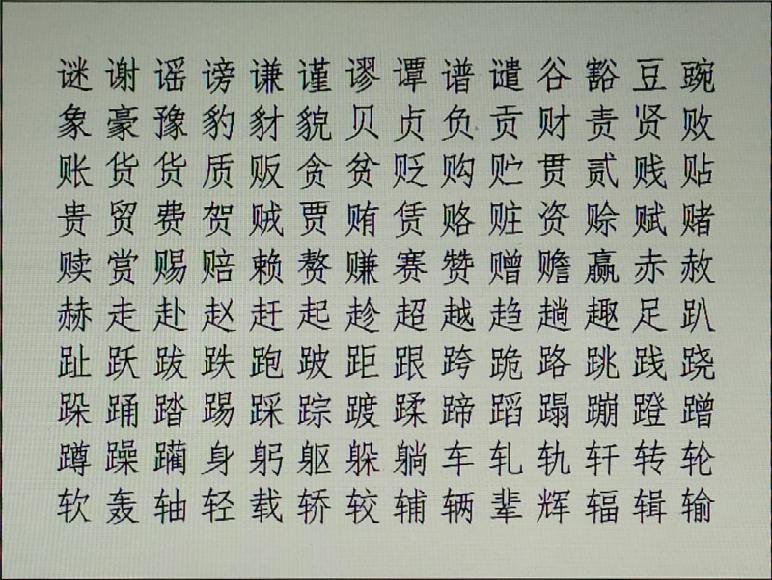 谜谢谣谤谦谨谬谭谱谴谷豁豆豌
象豪豫豹豺貌贝贞负贡财责贤败
账货货质贩贪贫贬购贮贯贰贱贴
贵贸费贺贼贾贿赁赂赃资赊赋赌
赎赏赐赔赖赘赚赛赞赠赡赢赤赦
赫走赴赵赶起趁超越趋趟趣足趴
趾跃跋跌跑跛距跟跨跪路跳践跷
跺踊踏踢踩踪踱蹂蹄蹈蹋蹦蹬蹭
蹲躁躏身躬躯躲躺车轧轨轩转轮
软轰轴轻载轿较辅辆辈辉辐辑输